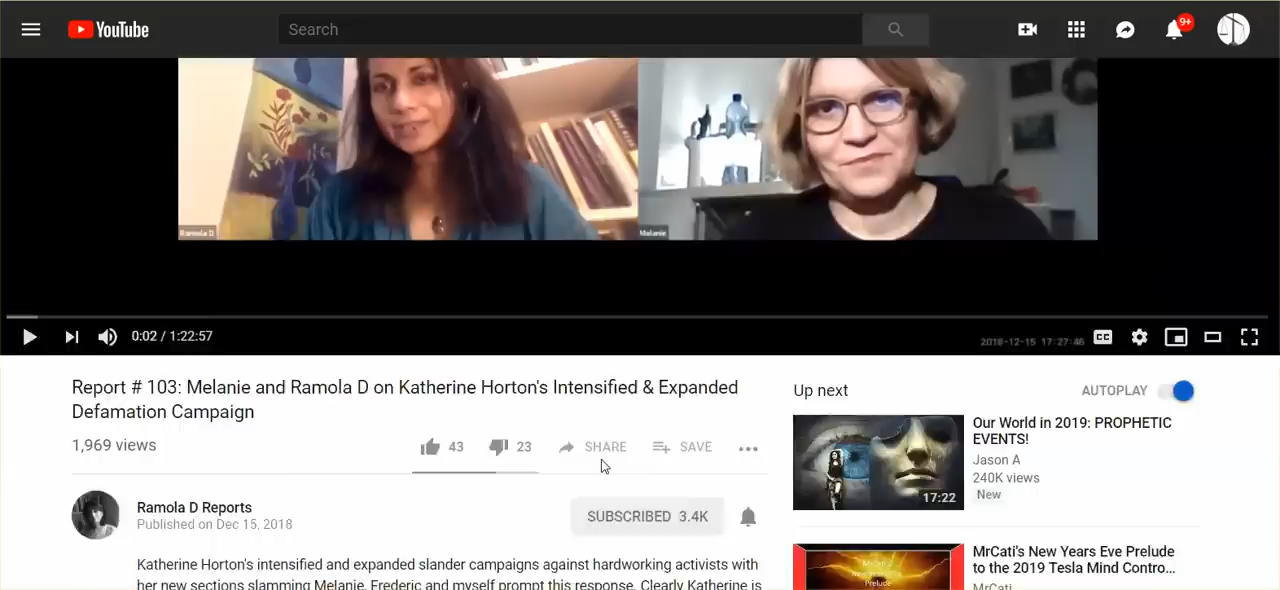 YouTube
Search
9+
Ramola D
Melanie
0:02 / 1:22:57
2018-12-15 17:27:46
CC
Report # 103: Melanie and Ramola D on Katherine Horton's Intensified & Expanded
Defamation Campaign
1,969 views
43
23
SHARE
SAVE
Ramola D Reports
Published on Dec 15, 2018
SUBSCRIBED 3.4K
Katherine Horton's intensified and expanded slander campaigns against hardworking activists with
her new sections slamming Melanie, Frederic and myself prompt this response. Clearly Katherine is
Up next
AUTOPLAY
17:22
Our World in 2019: PROPHETIC
EVENTS!
Jason A
240K views
New
Prelude
MrCati's New Years Eve Prelude
to the 2019 Tesla Mind Contro...
MrCati